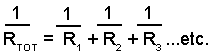 1/R_TOT = 1/R_1 + 1/R_2 + 1/R_3 ...etc.